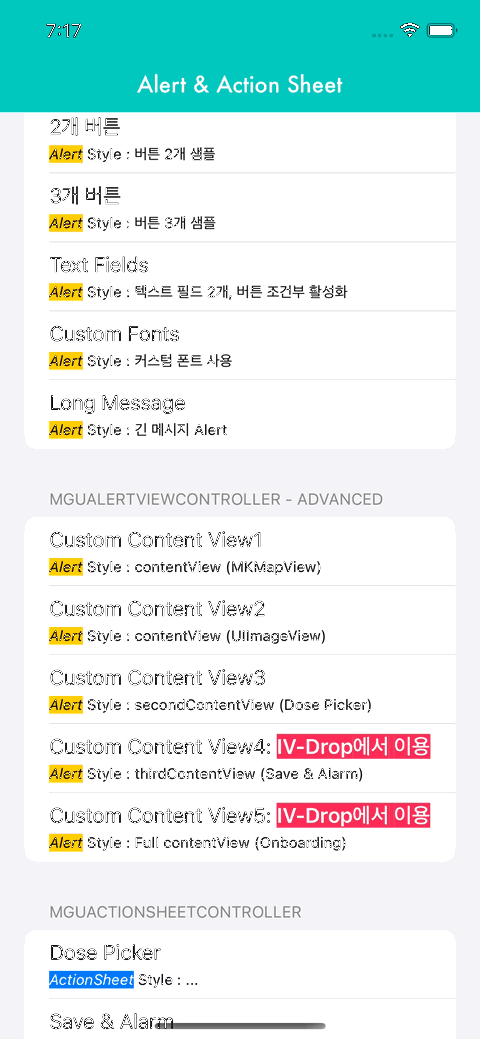 7:17
Alert & Action Sheet
2개 버튼
Alert Style : 버튼 2개 샘플
3개 버튼
Alert Style : 버튼 3개 샘플
Text Fields
Alert Style : 텍스트 필드 2개, 버튼 조건부 활성화
Custom Fonts
Alert Style : 커스텀 폰트 사용
Long Message
Alert Style : 긴 메시지 Alert
MGUALERTVIEWCONTROLLER - ADVANCED
Custom Content View1
Alert Style : contentView (MKMapView)
Custom Content View2
Alert Style : contentView (UIImageView)
Custom Content View3
Alert Style : secondContentView (Dose Picker)
Custom Content View4: IV-Drop에서 이용
Alert Style : thirdContentView (Save & Alarm)
Custom Content View5: IV-Drop에서 이용
Alert Style : Full contentView (Onboarding)
MGUACTIONSHEETCONTROLLER
Dose Picker
ActionSheet Style : ...
Save & Alarm